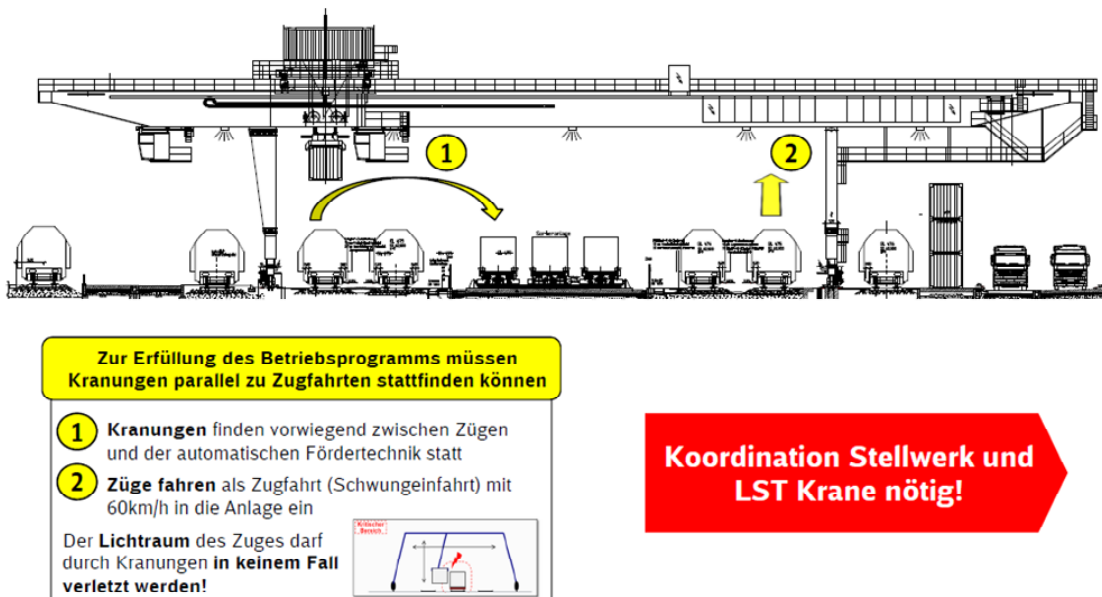 1
2
Sortieranlage
Zur Erfüllung des Betriebsprogramms müssen
Kranungen parallel zu Zugfahrten stattfinden können
1 Kranungen finden vorwiegend zwischen Zügen
und der automatischen Fördertechnik statt
2 Züge fahren als Zugfahrt (Schwungeinfahrt) mit
60km/h in die Anlage ein
Der Lichtraum des Zuges darf
durch Kranungen in keinem Fall
verletzt werden!
Kritischer
Bereich
Koordination Stellwerk und
LST Krane nötig!